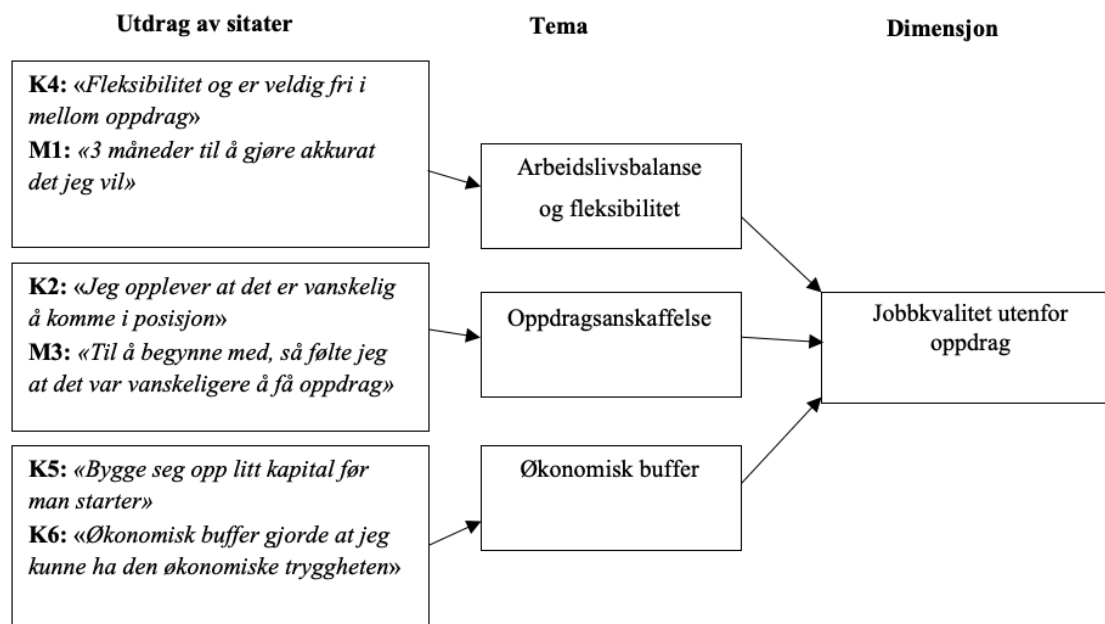 Utdrag av sitater
Tema
Dimensjon
K4: «Fleksibilitet og er veldig fri i
mellom oppdrag»
M1: «3 måneder til å gjøre akkurat
det jeg vil»
Arbeidslivsbalanse
og fleksibilitet
K2: «Jeg opplever at det er vanskelig
å komme i posisjon»
M3: «Til å begynne med, så følte jeg
at det var vanskeligere å få oppdrag»
Oppdragsanskaffelse
Jobbkvalitet utenfor
oppdrag
K5: «Bygge seg opp litt kapital før
man starter»
K6: «Økonomisk buffer gjorde at jeg
kunne ha den økonomiske tryggheten»
Økonomisk buffer